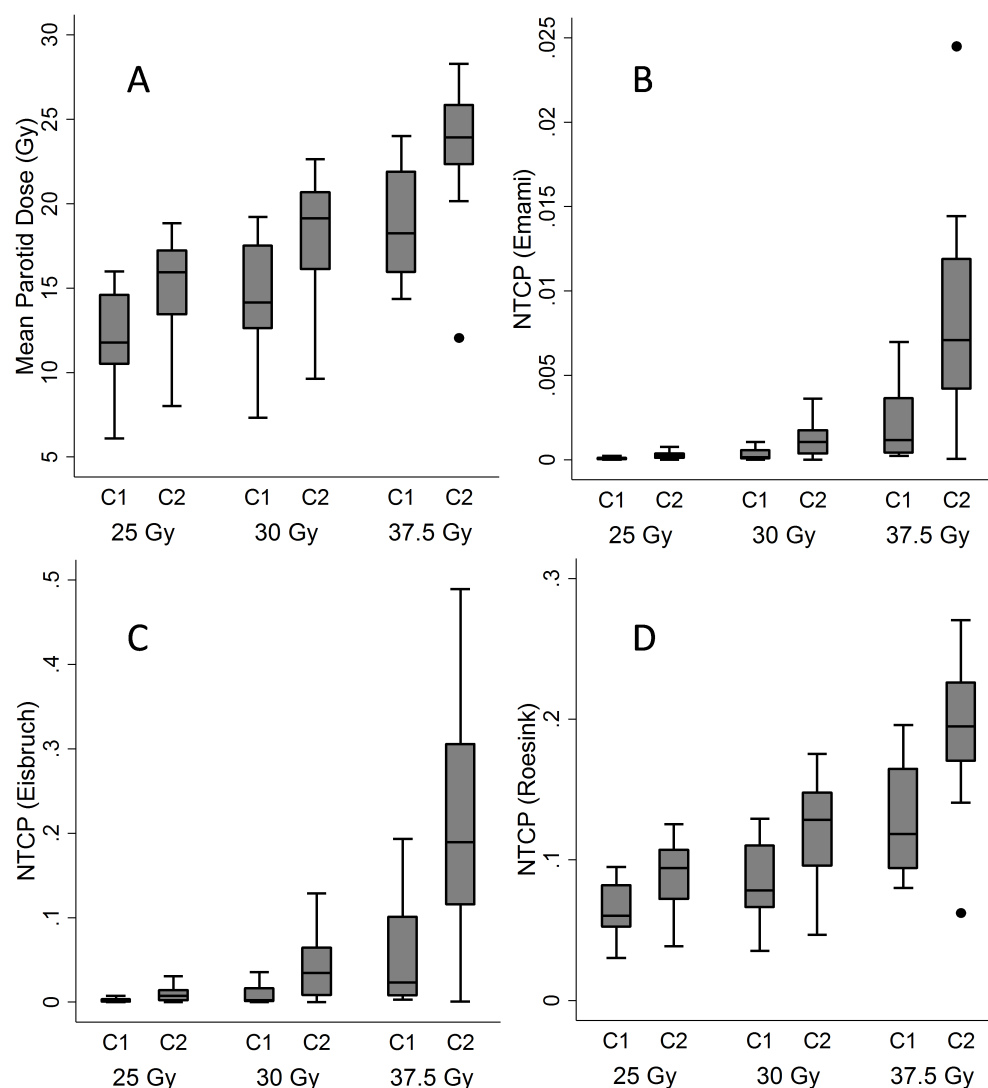 A
Mean Parotid Dose (Gy)
30
25
20
15
10
5
C1 C2 C1 C2 C1 C2
25 Gy 30 Gy 37.5 Gy
B
NTCP (Emami)
.025
.02
.015
.01
.005
0
C1 C2 C1 C2 C1 C2
25 Gy 30 Gy 37.5 Gy
C
NTCP (Eisbruch)
.5
.4
.3
.2
.1
0
C1 C2 C1 C2 C1 C2
25 Gy 30 Gy 37.5 Gy
D
NTCP (Roesink)
.3
.2
.1
0
C1 C2 C1 C2 C1 C2
25 Gy 30 Gy 37.5 Gy